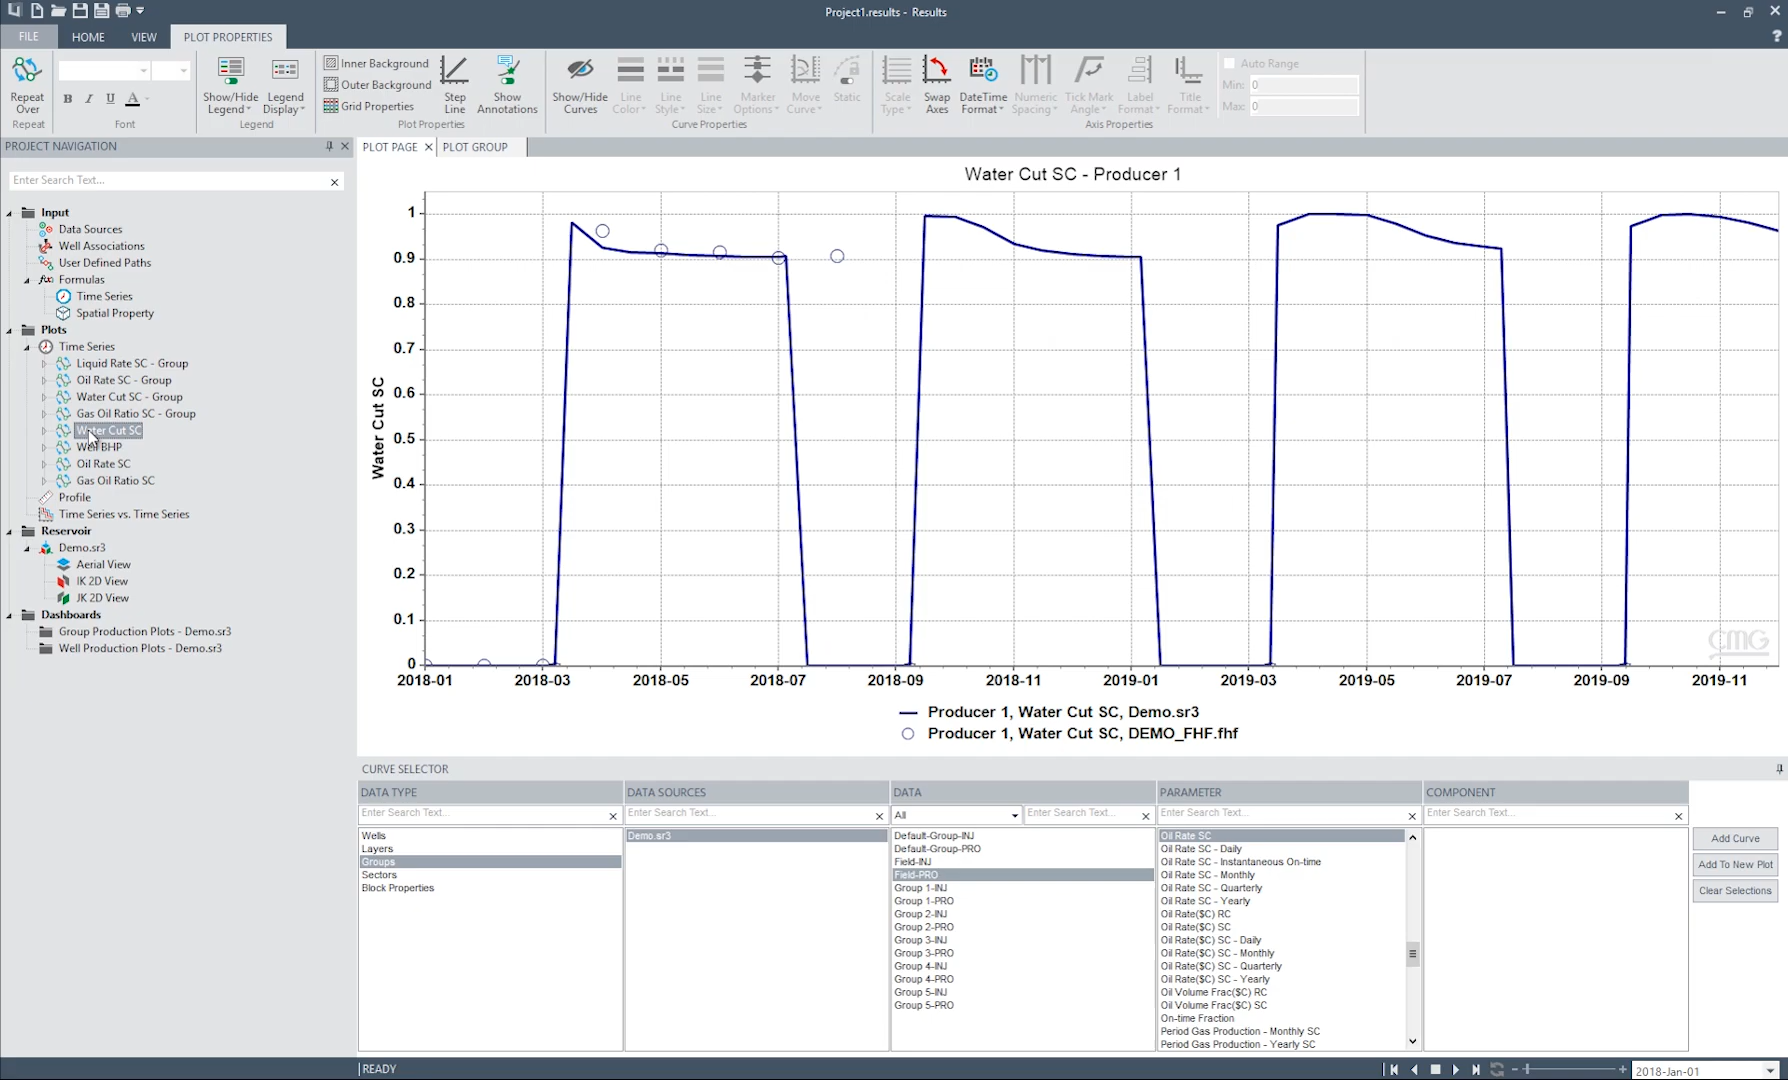 Project1.results - Results
FILE
HOME
VIEW
PLOT PROPERTIES
Repeat Over
Repeat
B I U A
Font
Show/Hide Legend
Legend Display
Legend
Inner Background
Outer Background
Grid Properties
Step Line
Show Annotations
Plot Properties
Show/Hide Curves
Line Color
Line Style
Line Size
Marker Options
Move Curve
Static
Curve Properties
Scale Type
Swap Axes
DateTime Format
Numeric Spacing
Tick Mark Angle
Label Format
Title Format
Axis Properties
Auto Range
Min: 0
Max: 0
PROJECT NAVIGATION
Enter Search Text...
Input
Data Sources
Well Associations
User Defined Paths
Formulas
Time Series
Spatial Property
Plots
Time Series
Liquid Rate SC - Group
Oil Rate SC - Group
Water Cut SC - Group
Gas Oil Ratio SC - Group
Water Cut SC
Well BHP
Oil Rate SC
Gas Oil Ratio SC
Profile
Time Series vs. Time Series
Reservoir
Demo.sr3
Aerial View
IK 2D View
JK 2D View
Dashboards
Group Production Plots - Demo.sr3
Well Production Plots - Demo.sr3
PLOT PAGE
PLOT GROUP
Water Cut SC - Producer 1
Water Cut SC
1
0.9
0.8
0.7
0.6
0.5
0.4
0.3
0.2
0.1
0
2018-01
2018-03
2018-05
2018-07
2018-09
2018-11
2019-01
2019-03
2019-05
2019-07
2019-09
2019-11
CMG
Producer 1, Water Cut SC, Demo.sr3
Producer 1, Water Cut SC, DEMO_FHF.fhf
CURVE SELECTOR
DATA TYPE
Enter Search Text...
Wells
Layers
Groups
Sectors
Block Properties
DATA SOURCES
Enter Search Text...
Demo.sr3
DATA
All
Enter Search Text...
Default-Group-INJ
Default-Group-PRO
Field-INJ
Field-PRO
Group 1-INJ
Group 1-PRO
Group 2-INJ
Group 2-PRO
Group 3-INJ
Group 3-PRO
Group 4-INJ
Group 4-PRO
Group 5-INJ
Group 5-PRO
PARAMETER
Enter Search Text...
Oil Rate SC
Oil Rate SC - Daily
Oil Rate SC - Instantaneous On-time
Oil Rate SC - Monthly
Oil Rate SC - Quarterly
Oil Rate SC - Yearly
Oil Rate($C) RC
Oil Rate($C) SC
Oil Rate($C) SC - Daily
Oil Rate($C) SC - Monthly
Oil Rate($C) SC - Quarterly
Oil Rate($C) SC - Yearly
Oil Volume Frac($C) RC
Oil Volume Frac($C) SC
On-time Fraction
Period Gas Production - Monthly SC
Period Gas Production - Yearly SC
COMPONENT
Enter Search Text...
Add Curve
Add To New Plot
Clear Selections
READY
2018-Jan-01